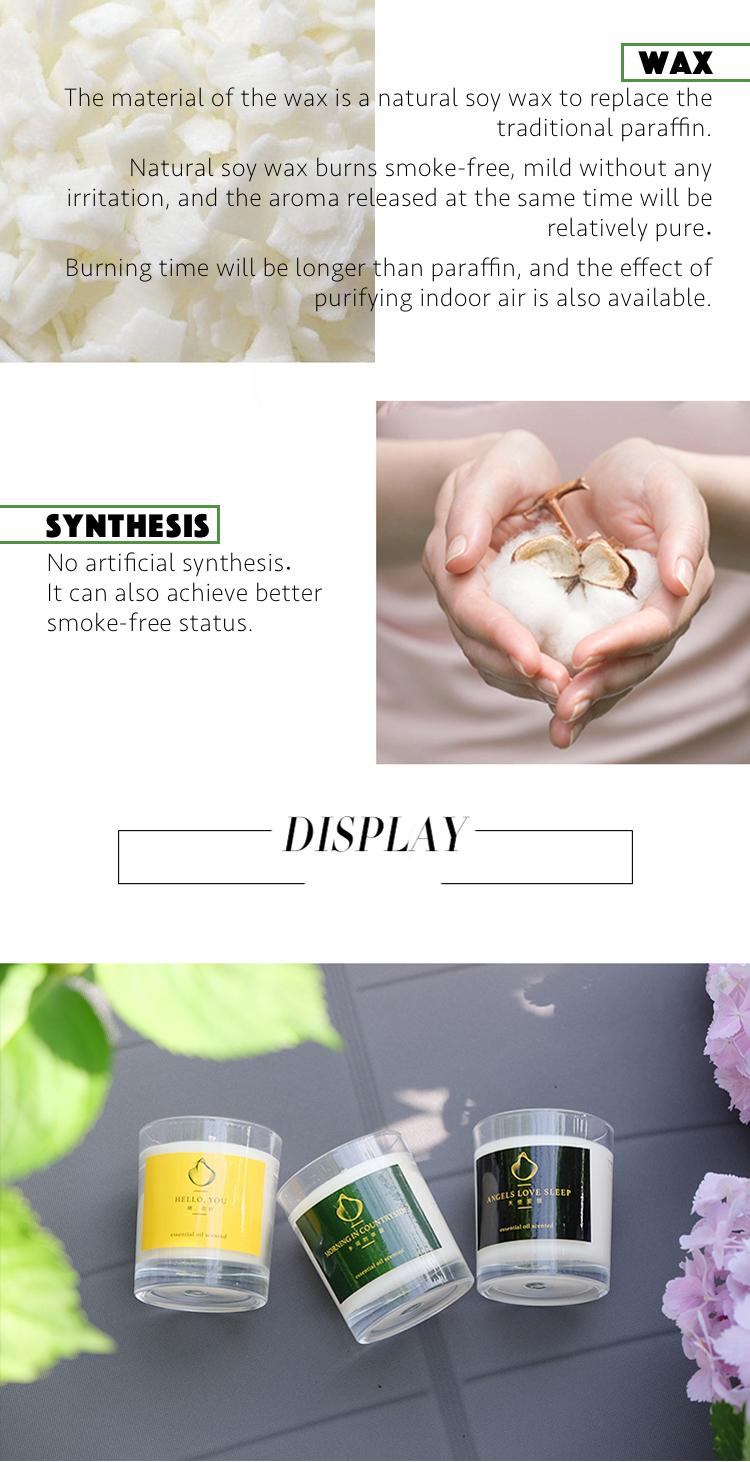 WAX
The material of the wax is a natural soy wax to replace the
traditional paraffin.
Natural soy wax burns smoke-free, mild without any
irritation, and the aroma released at the same time will be
relatively pure.
Burning time will be longer than paraffin, and the effect of
purifying indoor air is also available.
SYNTHESIS
No artificial synthesis.
It can also achieve better
smoke-free status.
DISPLAY
HELLO, YOU
essential oil scented
MORNING IN COUNTRYSIDE
essential oil scented
ANGELS LOVE SLEEP
天使爱睡
essential oil scented